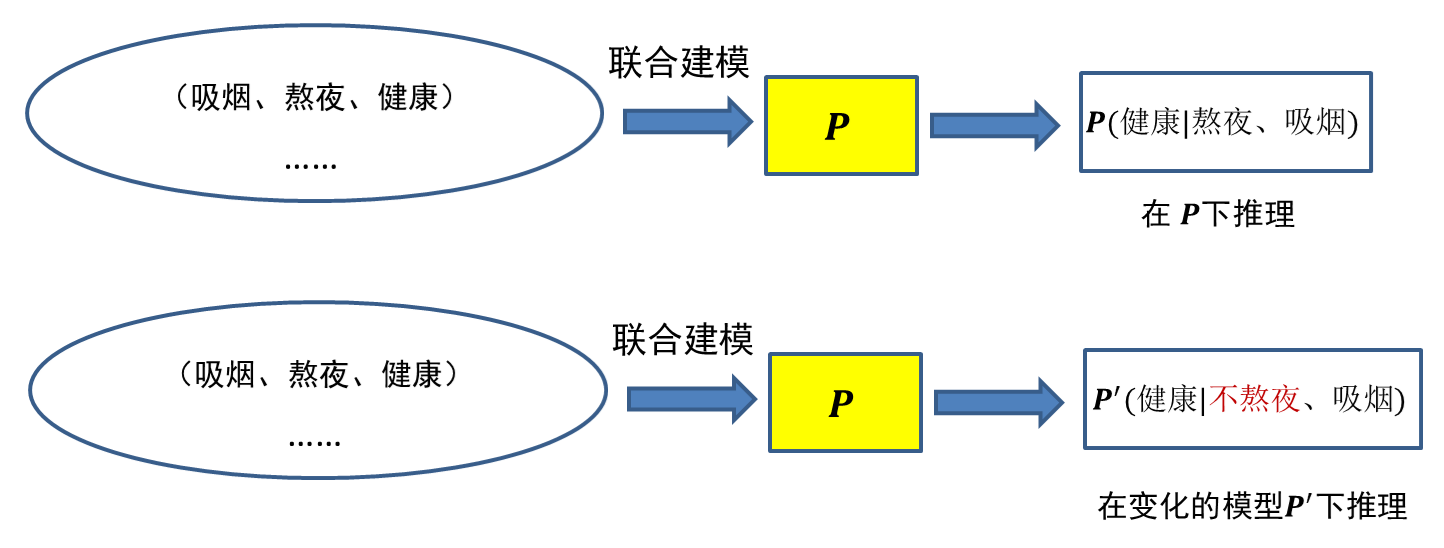 联合建模
（吸烟、熬夜、健康）
……
P
P(健康|熬夜、吸烟)
在 P下推理
联合建模
（吸烟、熬夜、健康）
……
P
P′(健康|不熬夜、吸烟)
在变化的模型P′下推理